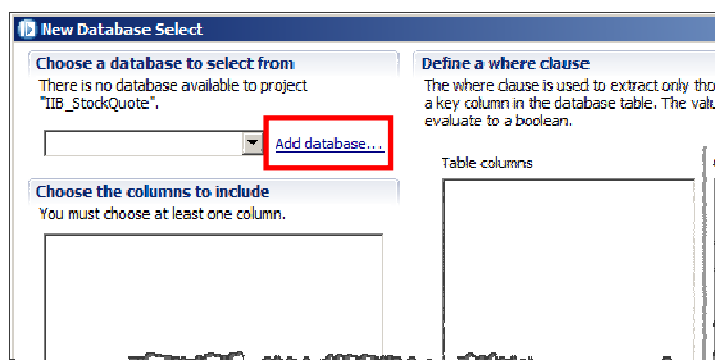 New Database Select
Choose a database to select from
There is no database available to project
"IIB_StockQuote".
Add database...
Choose the columns to include
You must choose at least one column.
Define a where clause
The where clause is used to extract only tho
a key column in the database table. The valu
evaluate to a boolean.
Table columns